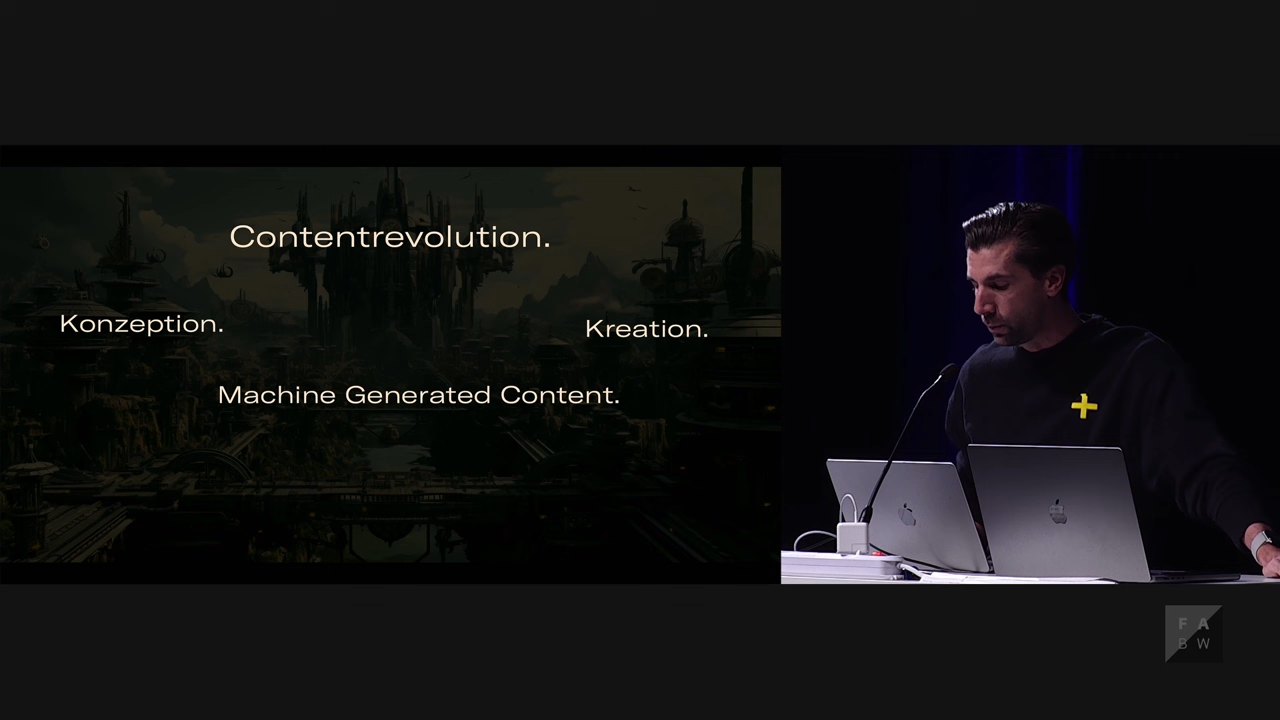 Contentrevolution.
Konzeption.
Kreation.
Machine Generated Content.
F A
B W